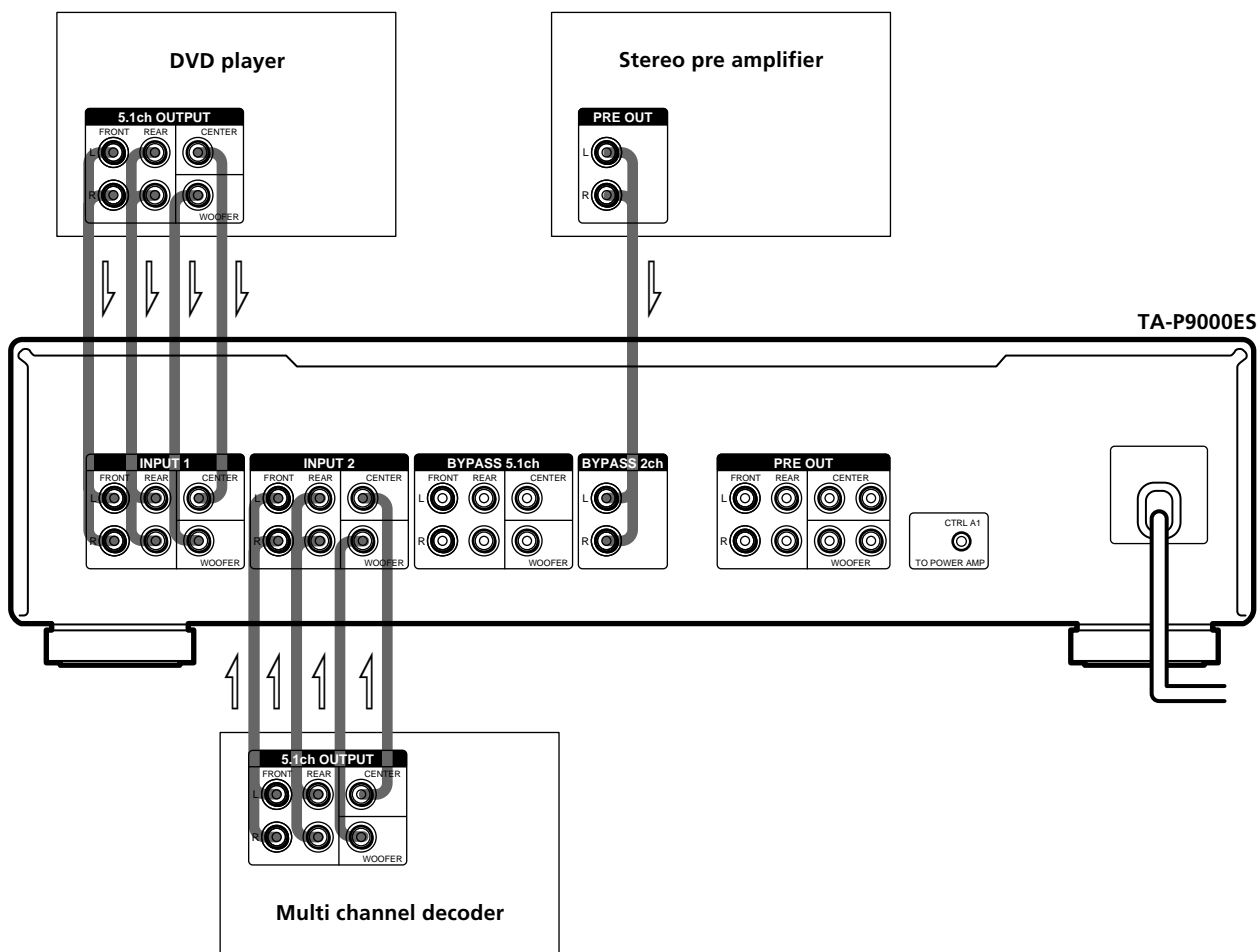 DVD player
5.1ch OUTPUT
FRONT REAR CENTER
L
R
WOOFER
Stereo pre amplifier
PRE OUT
L
R
TA-P9000ES
INPUT 1
FRONT REAR CENTER
L
R
WOOFER
INPUT 2
FRONT REAR CENTER
L
R
WOOFER
BYPASS 5.1ch
FRONT REAR CENTER
L
R
WOOFER
BYPASS 2ch
L
R
PRE OUT
FRONT REAR CENTER
L
R
WOOFER
CTRL A1
TO POWER AMP
5.1ch OUTPUT
FRONT REAR CENTER
L
R
WOOFER
Multi channel decoder